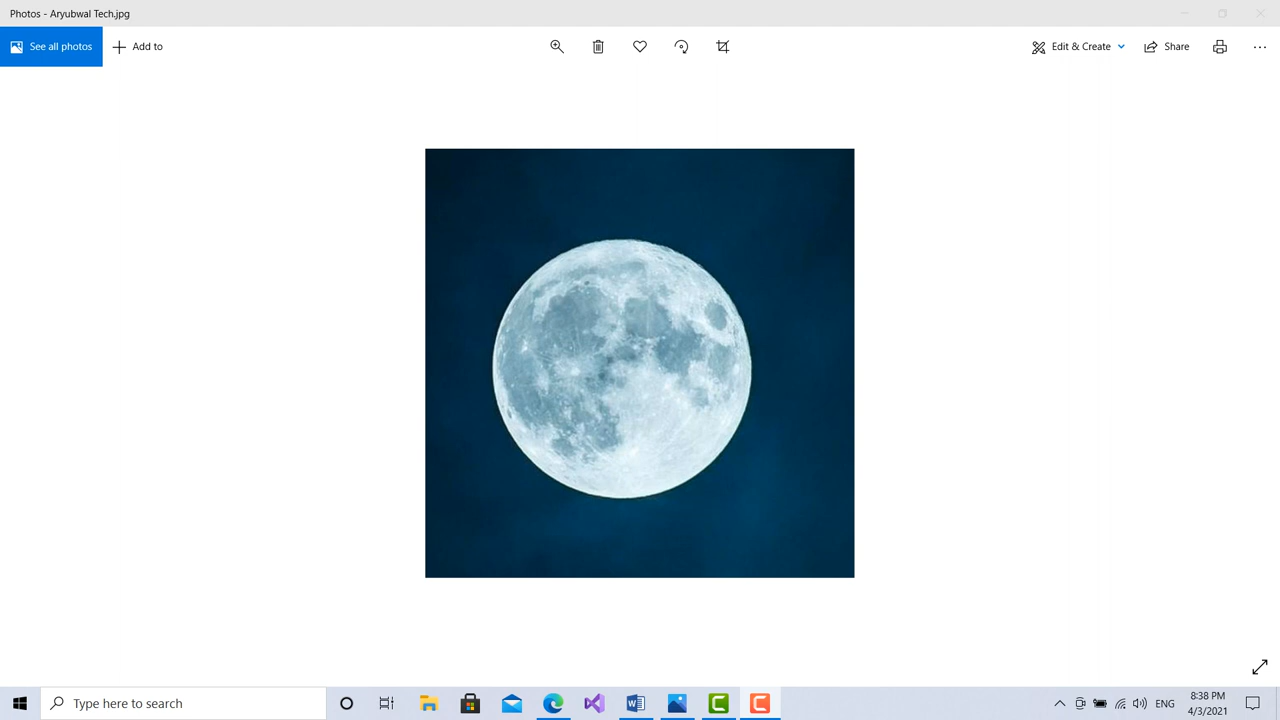 Photos - Aryubwal Tech.jpg
See all photos
Add to
Edit & Create
Share
Type here to search
ENG
8:38 PM
4/3/2021